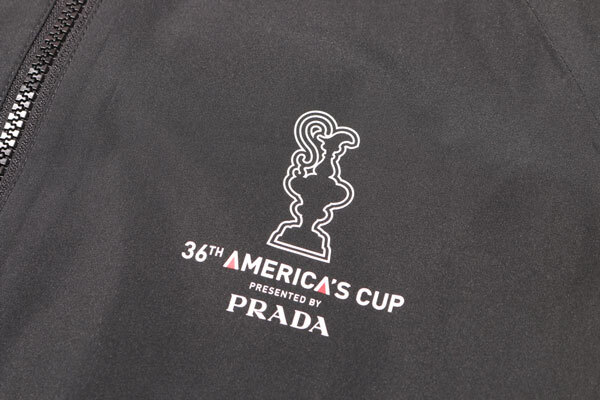 36TH AMERICA'S CUP
PRESENTED BY
PRADA